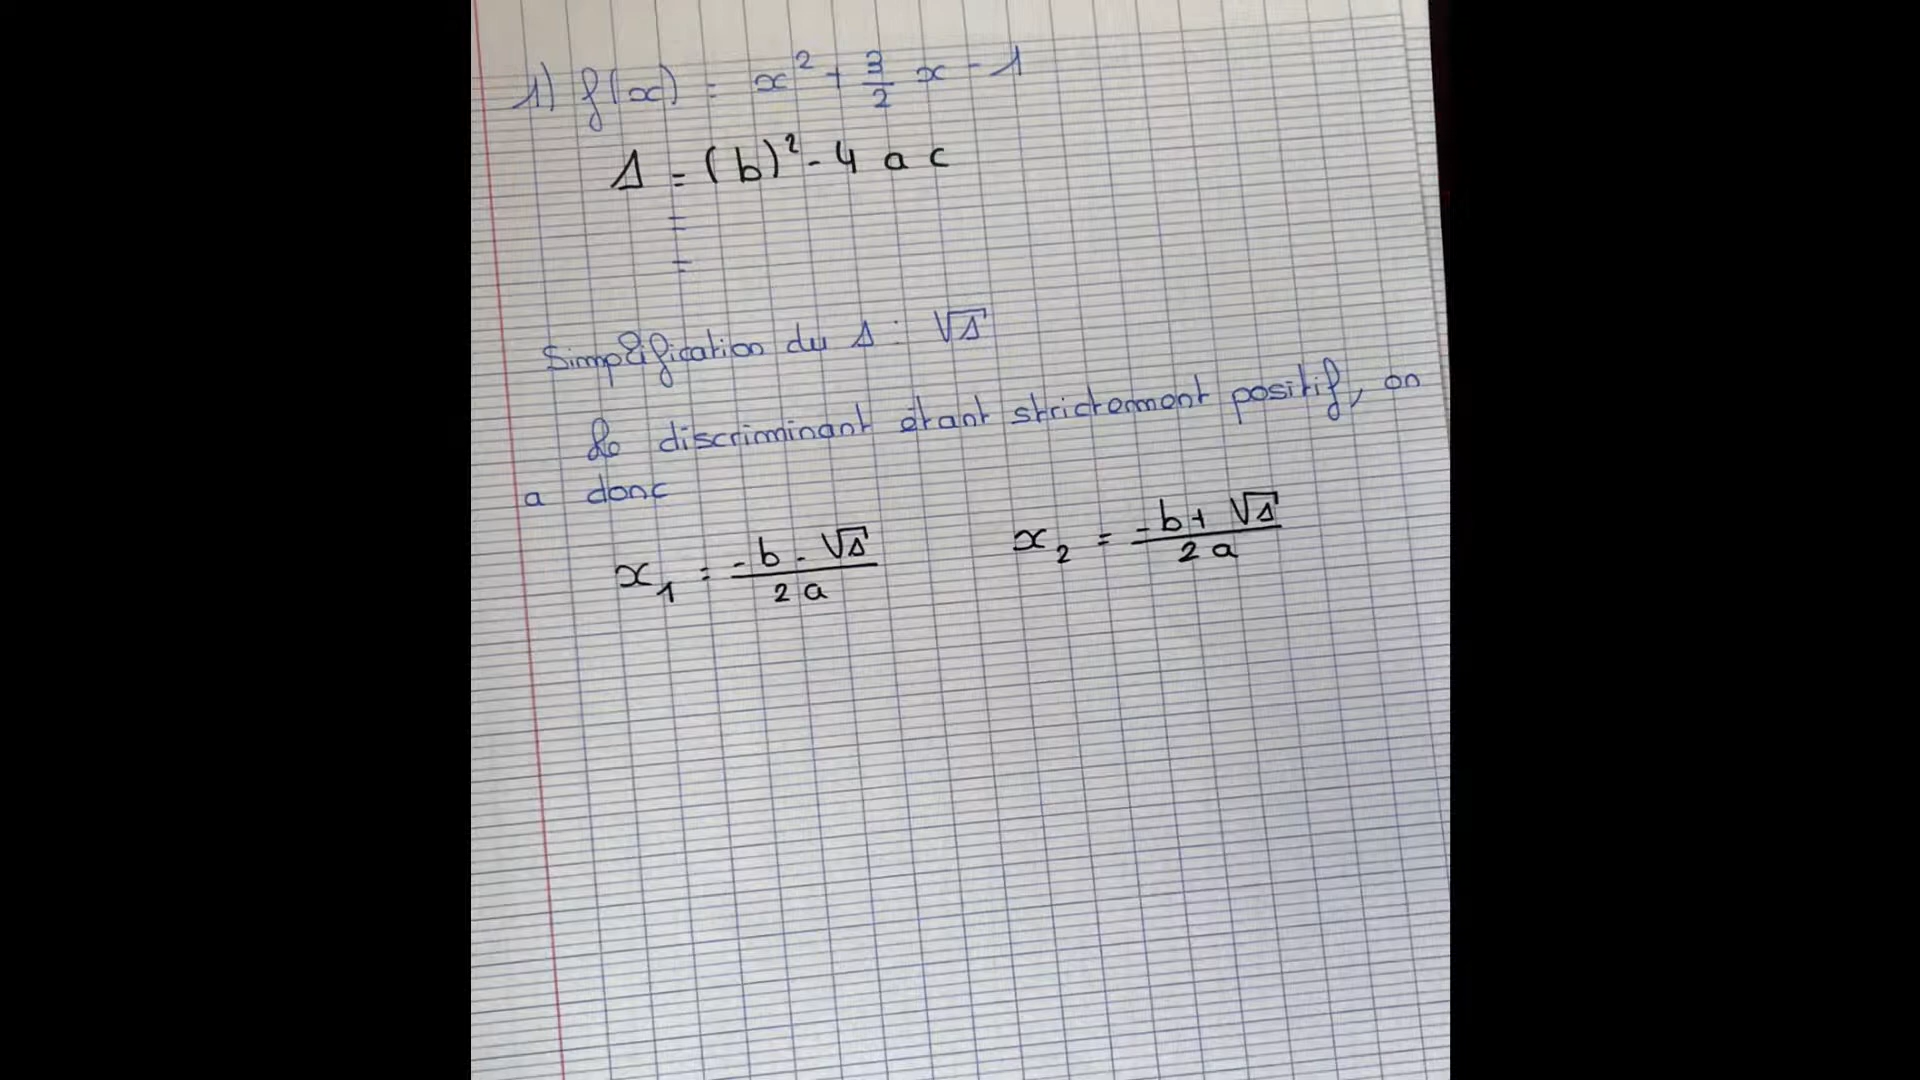 1) f(x) = x² + 3/2 x - 1
Δ = (b)² - 4 a c
=
=
Simplification du Δ : √Δ
Le discriminant étant strictement positif, on
a donc
x₁ = (-b - √Δ)/(2a) x₂ = (-b + √Δ)/(2a)